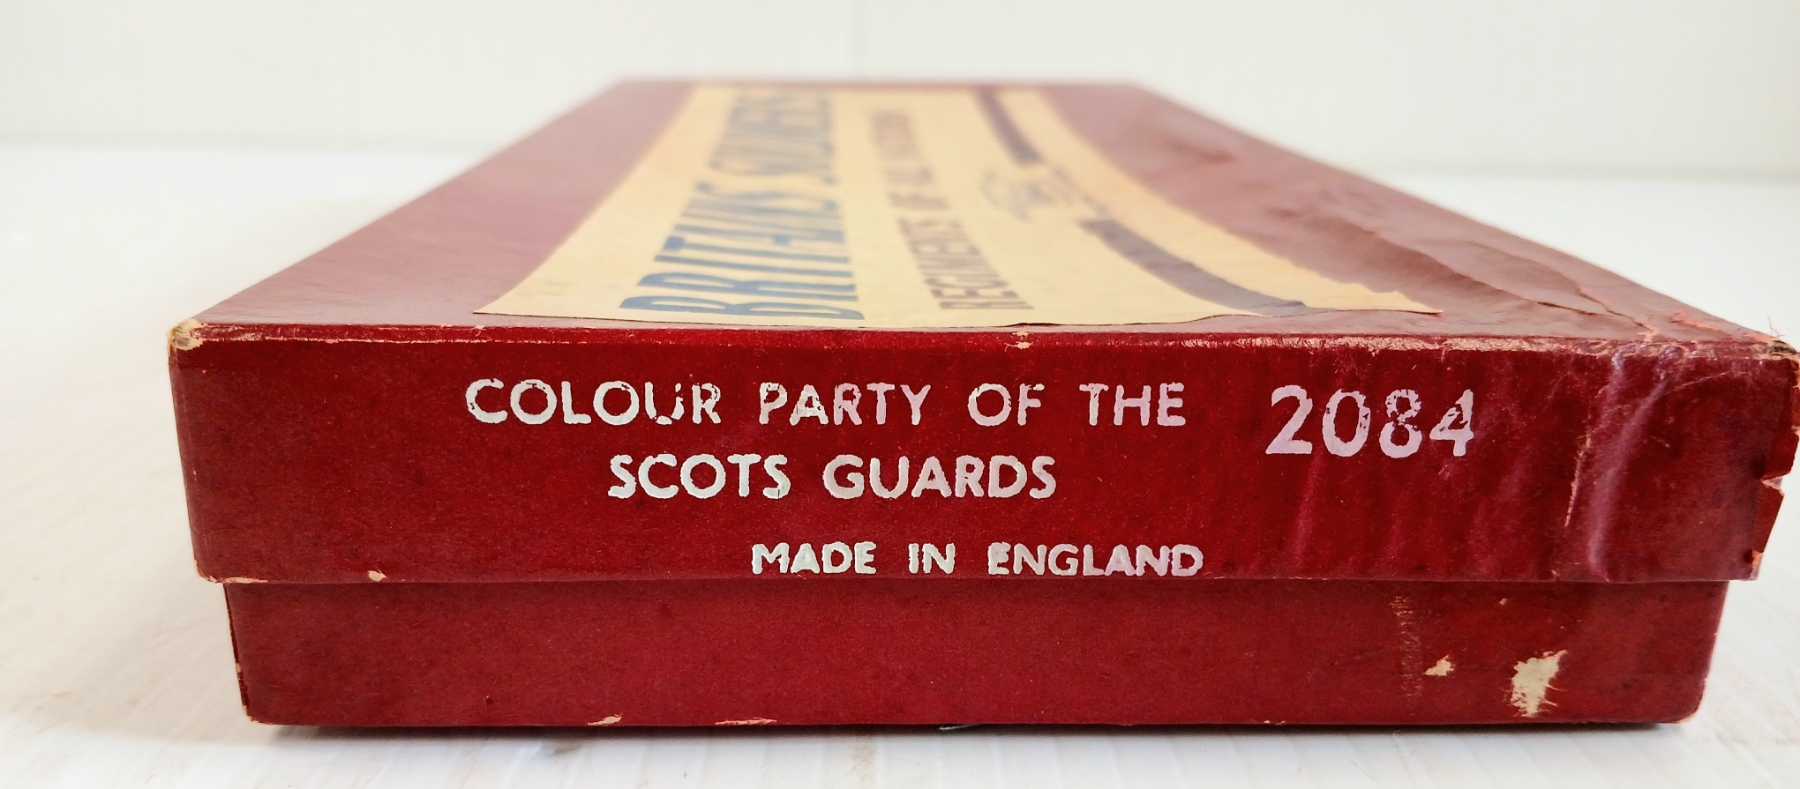 BRITAINS SOLDIERS
REGIMENTS OF ALL NATIONS
COLOUR PARTY OF THE 2084
SCOTS GUARDS
MADE IN ENGLAND